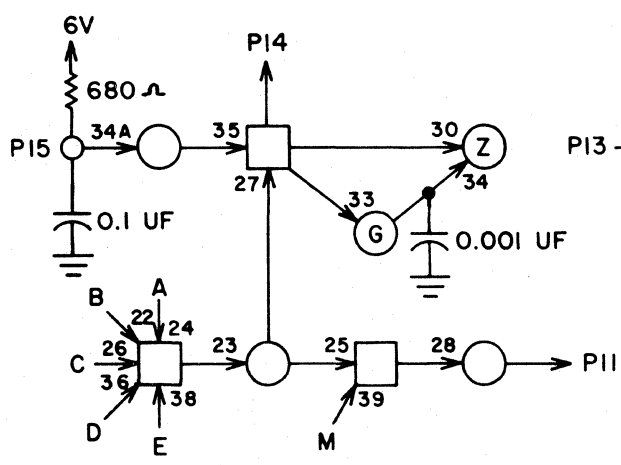 6V
P14
680 Ω
P15 34A 35 30 Z P13 -
27 33 34
0.1 UF G 0.001 UF
B A
22 24
C 26 23 25 28 P11
36 38 39
D E M